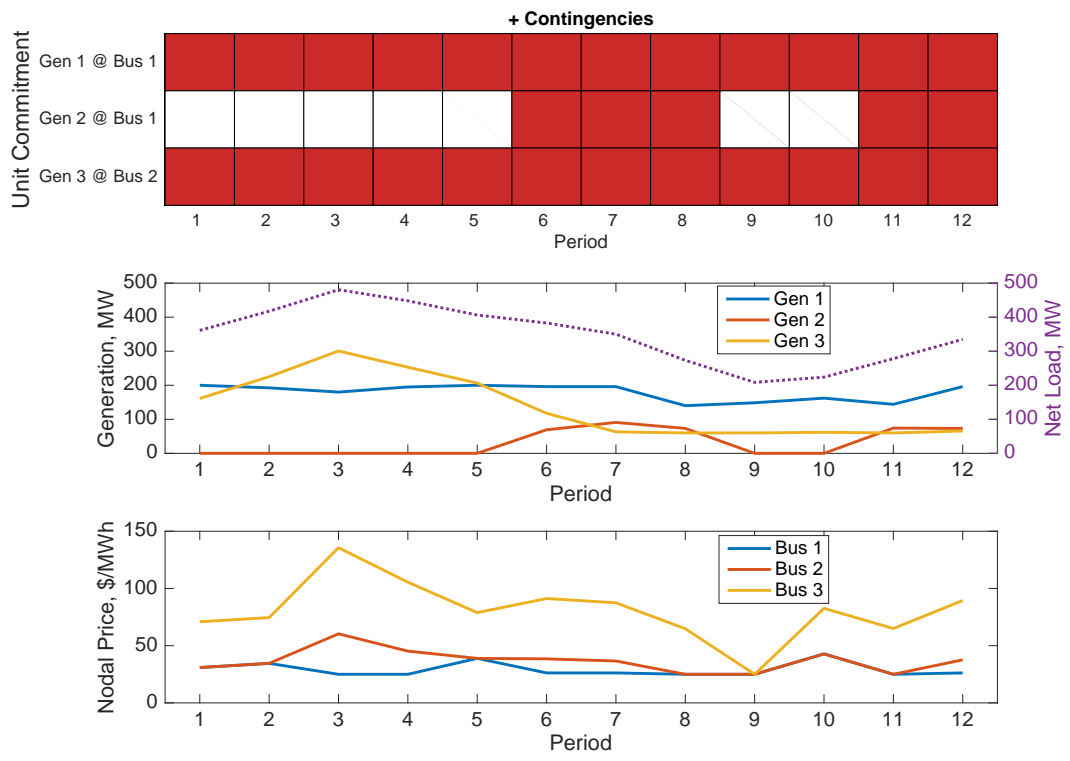 + Contingencies
Unit Commitment
Gen 1 @ Bus 1
Gen 2 @ Bus 1
Gen 3 @ Bus 2
1 2 3 4 5 6 7 8 9 10 11 12
Period
Generation, MW
500
400
300
200
100
0
Gen 1
Gen 2
Gen 3
500
400
300
200
100
0
Net Load, MW
1 2 3 4 5 6 7 8 9 10 11 12
Period
Nodal Price, $/MWh
150
100
50
0
Bus 1
Bus 2
Bus 3
1 2 3 4 5 6 7 8 9 10 11 12
Period